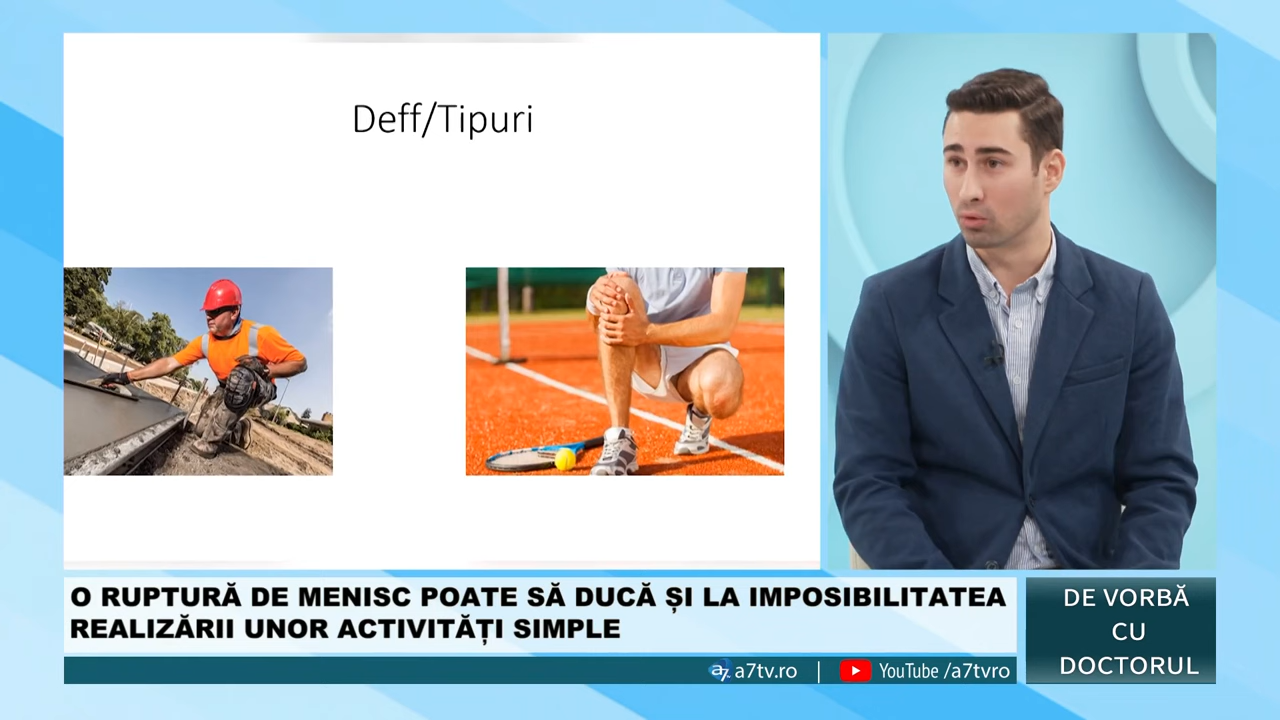 Deff/Tipuri
O RUPTURĂ DE MENISC POATE SĂ DUCĂ ȘI LA IMPOSIBILITATEA
REALIZĂRII UNOR ACTIVITĂȚI SIMPLE
DE VORBĂ
CU
DOCTORUL
a7 a7tv.ro | YouTube /a7tvro